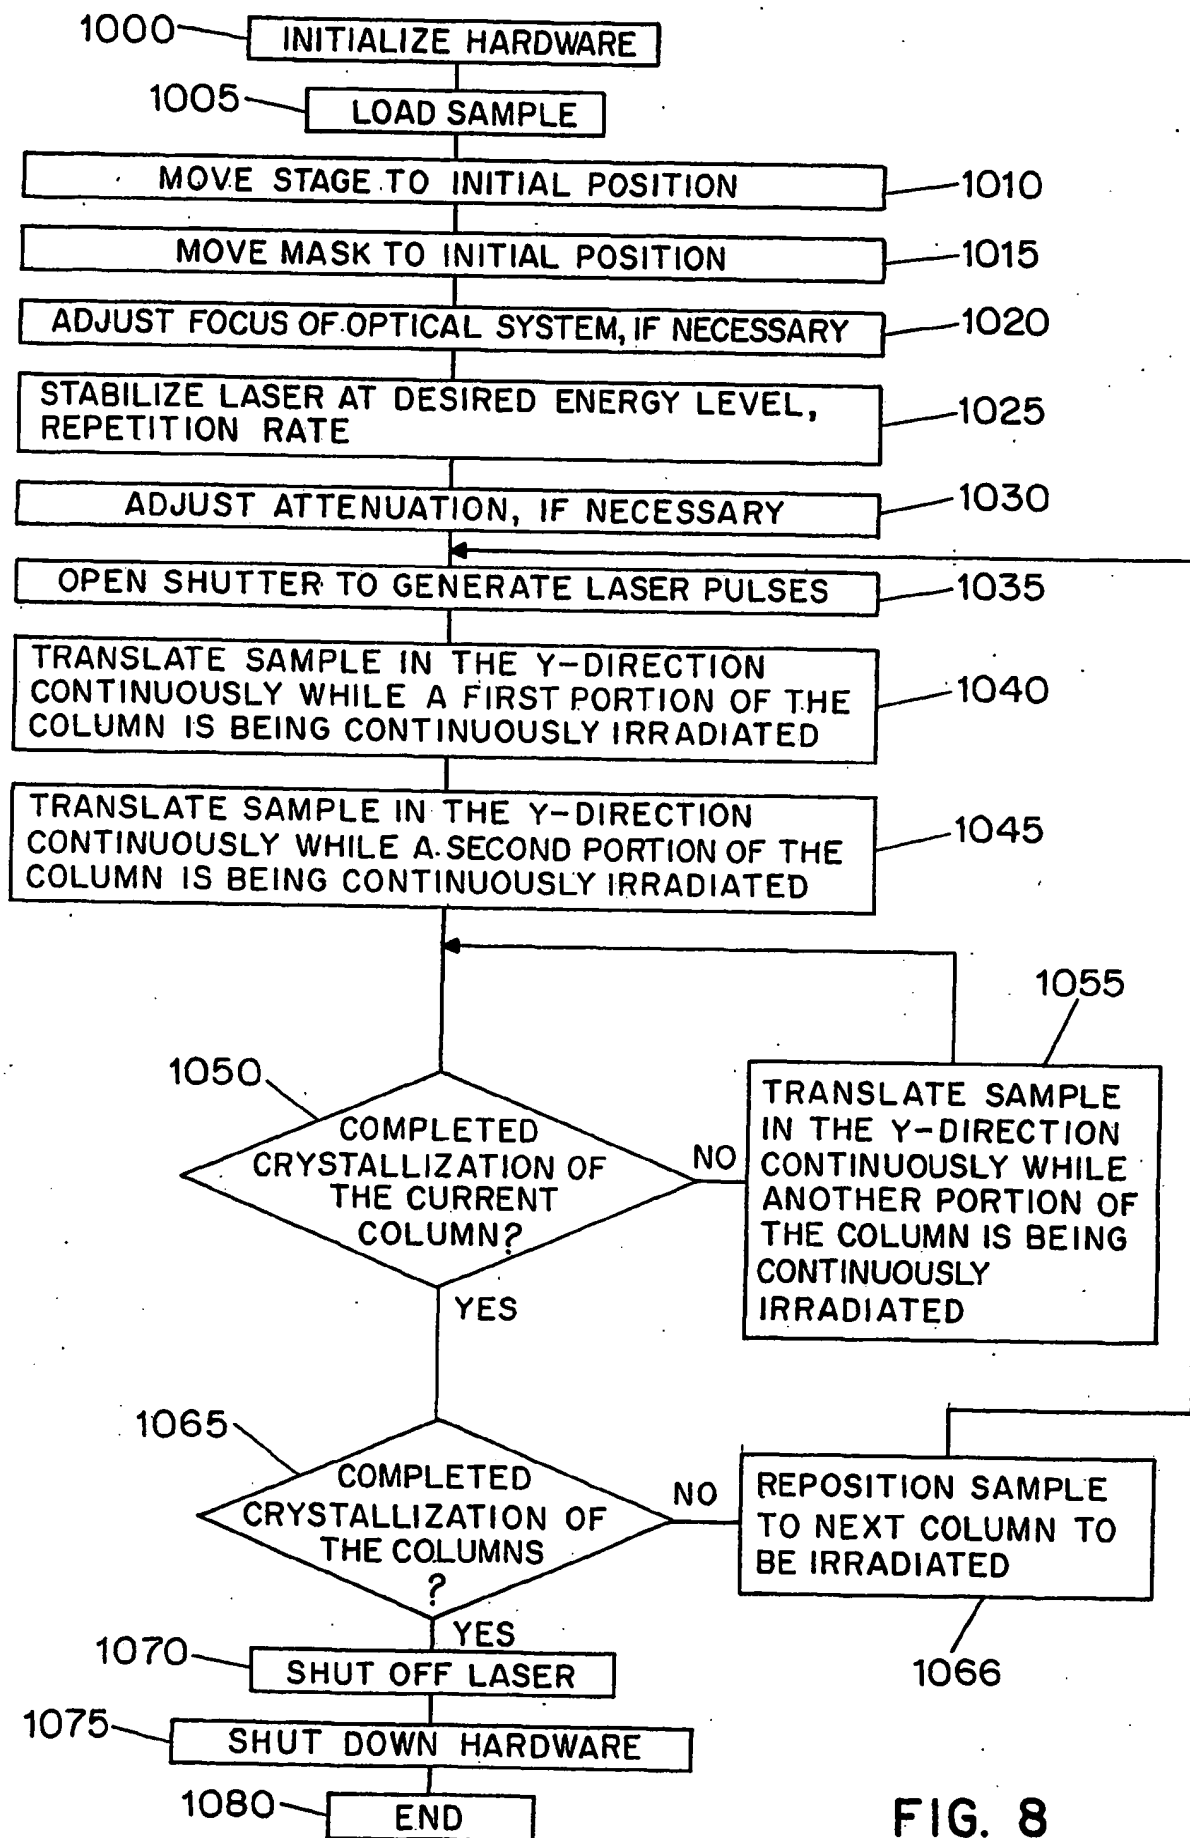 1000
INITIALIZE HARDWARE
1005
LOAD SAMPLE
MOVE STAGE TO INITIAL POSITION
1010
MOVE MASK TO INITIAL POSITION
1015
ADJUST FOCUS OF OPTICAL SYSTEM, IF NECESSARY
1020
STABILIZE LASER AT DESIRED ENERGY LEVEL,
REPETITION RATE
1025
ADJUST ATTENUATION, IF NECESSARY
1030
OPEN SHUTTER TO GENERATE LASER PULSES
1035
TRANSLATE SAMPLE IN THE Y-DIRECTION
CONTINUOUSLY WHILE A FIRST PORTION OF THE
COLUMN IS BEING CONTINUOUSLY IRRADIATED
1040
TRANSLATE SAMPLE IN THE Y-DIRECTION
CONTINUOUSLY WHILE A SECOND PORTION OF THE
COLUMN IS BEING CONTINUOUSLY IRRADIATED
1045
1050
COMPLETED
CRYSTALLIZATION OF
THE CURRENT
COLUMN?
NO
YES
1055
TRANSLATE SAMPLE
IN THE Y-DIRECTION
CONTINUOUSLY WHILE
ANOTHER PORTION OF
THE COLUMN IS BEING
CONTINUOUSLY
IRRADIATED
1065
COMPLETED
CRYSTALLIZATION OF
THE COLUMNS
?
NO
YES
REPOSITION SAMPLE
TO NEXT COLUMN TO
BE IRRADIATED
1066
1070
SHUT OFF LASER
1075
SHUT DOWN HARDWARE
1080
END
FIG. 8